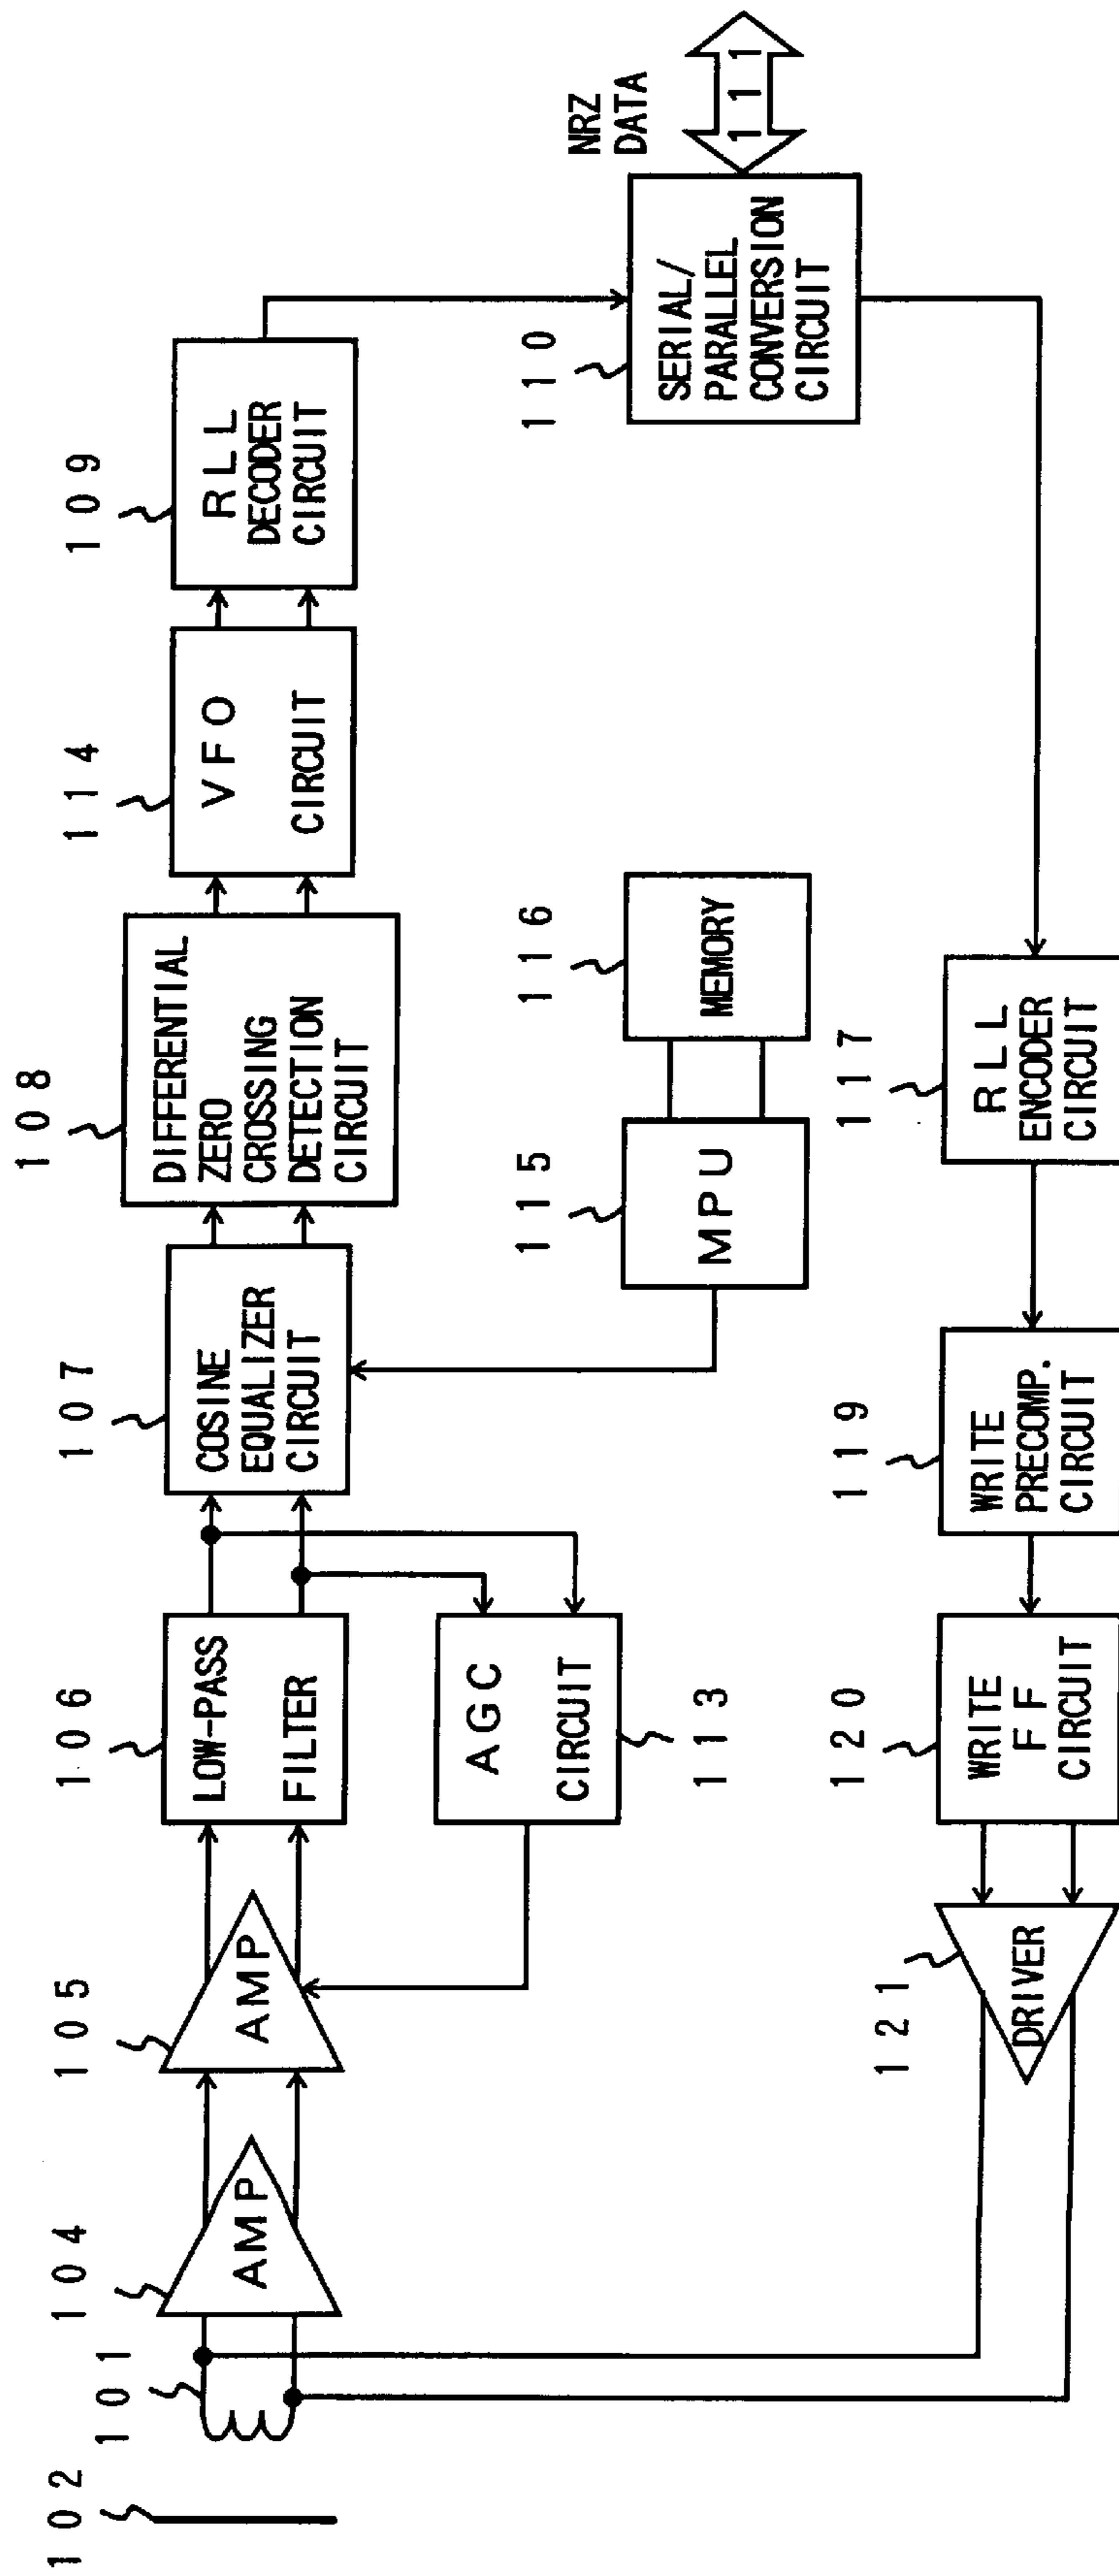 102
101
104
AMP
105
AMP
106
LOW-PASS
FILTER
107
COSINE
EQUALIZER
CIRCUIT
108
DIFFERENTIAL
ZERO
CROSSING
DETECTION
CIRCUIT
114
VFO
CIRCUIT
109
RLL
DECODER
CIRCUIT
AGC
CIRCUIT
113
115
MPU
116
MEMORY
110
SERIAL/
PARALLEL
CONVERSION
CIRCUIT
NRZ
DATA
111
121
DRIVER
120
WRITE
FF
CIRCUIT
119
WRITE
PRECOMP.
CIRCUIT
117
RLL
ENCODER
CIRCUIT